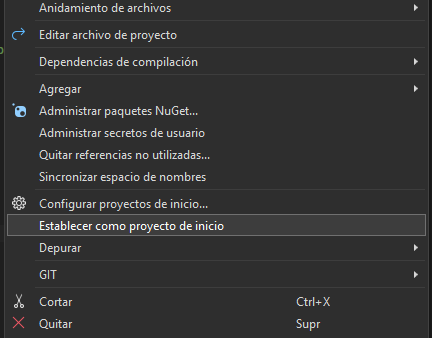 Anidamiento de archivos
Editar archivo de proyecto
Dependencias de compilación
Agregar
Administrar paquetes NuGet...
Administrar secretos de usuario
Quitar referencias no utilizadas...
Sincronizar espacio de nombres
Configurar proyectos de inicio...
Establecer como proyecto de inicio
Depurar
GIT
Cortar Ctrl+X
Quitar Supr